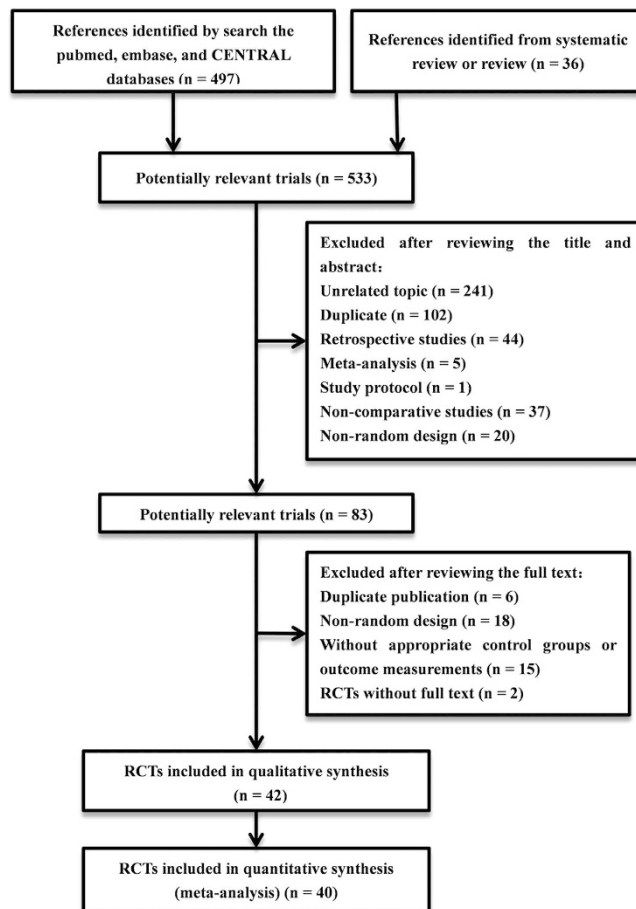 References identified by search the
pubmed, embase, and CENTRAL
databases (n = 497)
References identified from systematic
review or review (n = 36)
Potentially relevant trials (n = 533)
Excluded after reviewing the title and
abstract：
Unrelated topic (n = 241)
Duplicate (n = 102)
Retrospective studies (n = 44)
Meta-analysis (n = 5)
Study protocol (n = 1)
Non-comparative studies (n = 37)
Non-random design (n = 20)
Potentially relevant trials (n = 83)
Excluded after reviewing the full text：
Duplicate publication (n = 6)
Non-random design (n = 18)
Without appropriate control groups or
outcome measurements (n = 15)
RCTs without full text (n = 2)
RCTs included in qualitative synthesis
(n = 42)
RCTs included in quantitative synthesis
(meta-analysis) (n = 40)